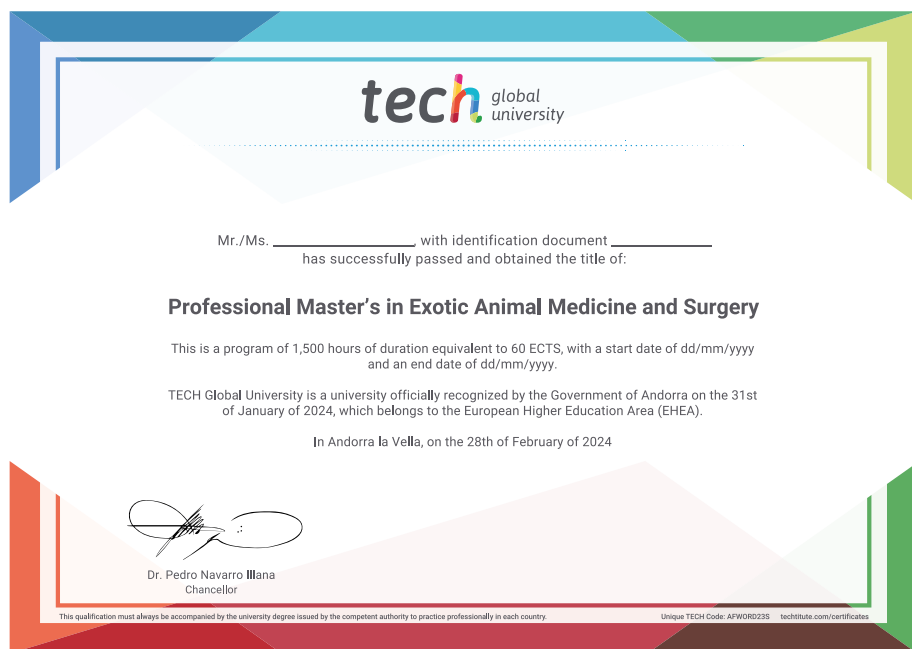 tech global
university
Mr./Ms. ____________, with identification document ____________
has successfully passed and obtained the title of:
Professional Master's in Exotic Animal Medicine and Surgery
This is a program of 1,500 hours of duration equivalent to 60 ECTS, with a start date of dd/mm/yyyy
and an end date of dd/mm/yyyy.
TECH Global University is a university officially recognized by the Government of Andorra on the 31st
of January of 2024, which belongs to the European Higher Education Area (EHEA).
In Andorra la Vella, on the 28th of February of 2024
Dr. Pedro Navarro Illana
Chancellor
This qualification must always be accompanied by the university degree issued by the competent authority to practice professionally in each country.
Unique TECH Code: AFWORD23S techtitute.com/certificates